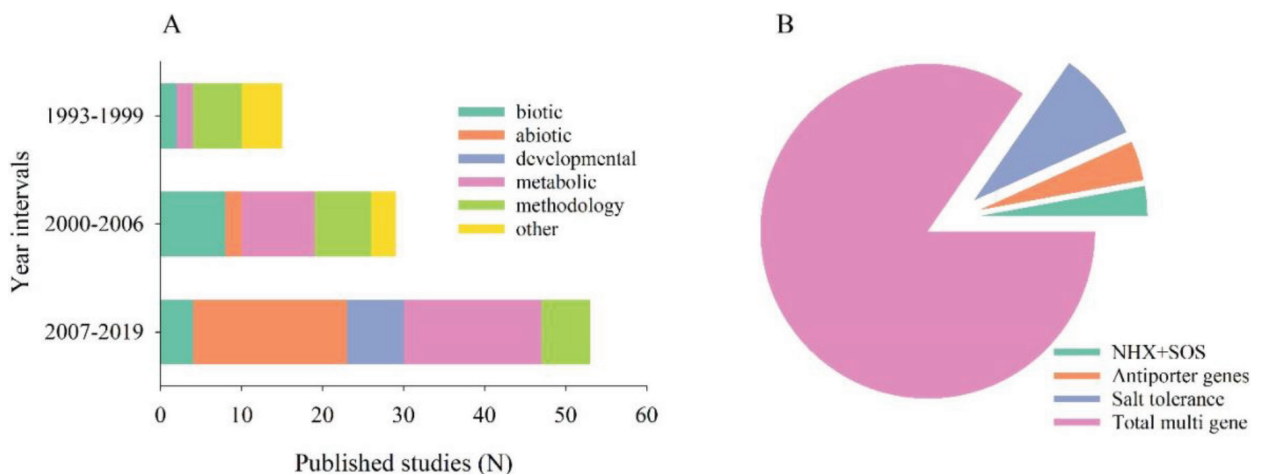 A
Year intervals
1993-1999
2000-2006
2007-2019
biotic
abiotic
developmental
metabolic
methodology
other
0 10 20 30 40 50 60
Published studies (N)
B
NHX+SOS
Antiporter genes
Salt tolerance
Total multi gene